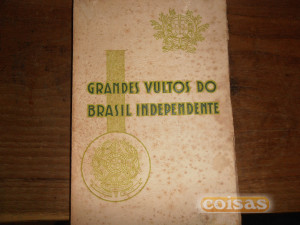 GRANDES VULTOS DO
BRASIL INDEPENDENTE
coisas